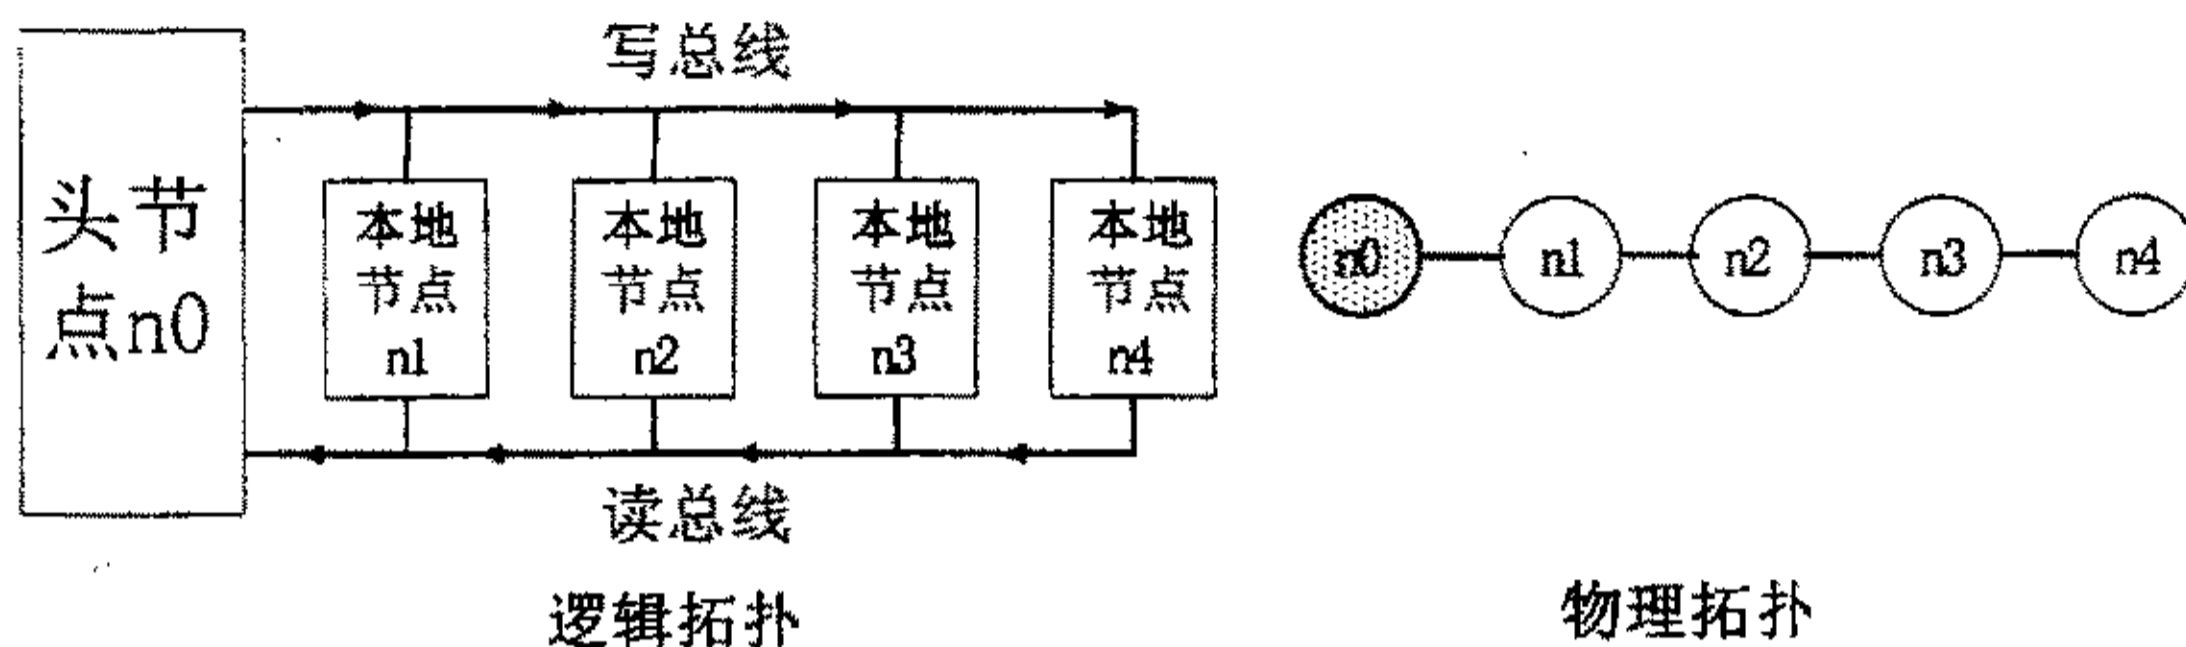 写总线
头节
点n0
本地
节点
n1
本地
节点
n2
本地
节点
n3
本地
节点
n4
读总线
逻辑拓扑
n0
n1
n2
n3
n4
物理拓扑